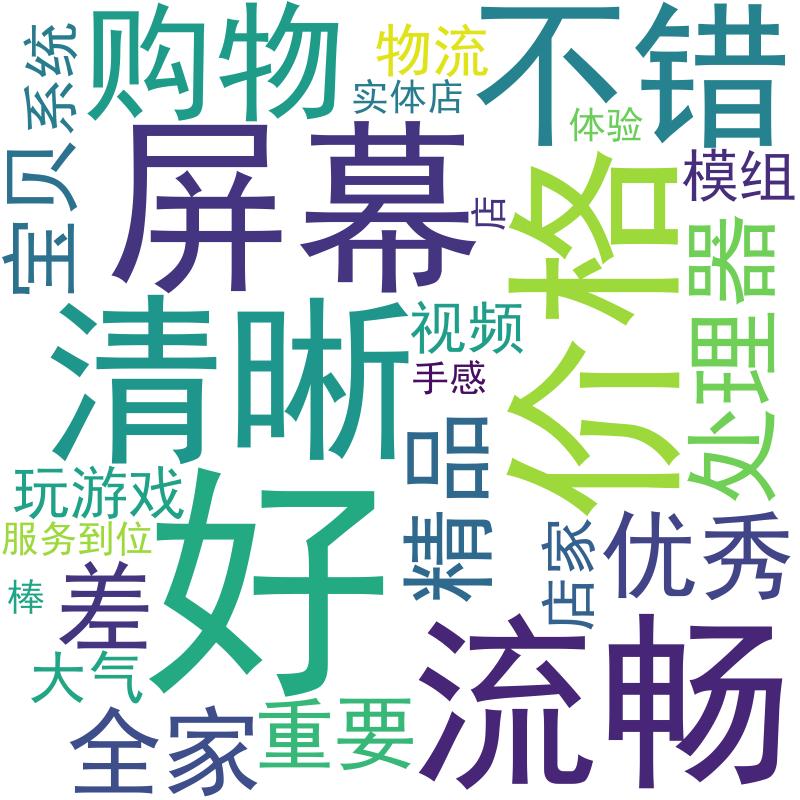 购物
不错
系统
物流
实体店
体验
屏幕
宝贝
模组
店
价格
处理器
清晰
视频
手感
精品
玩游戏
好
服务到位
店家
优秀
差
棒
大气
流畅
全家
重要